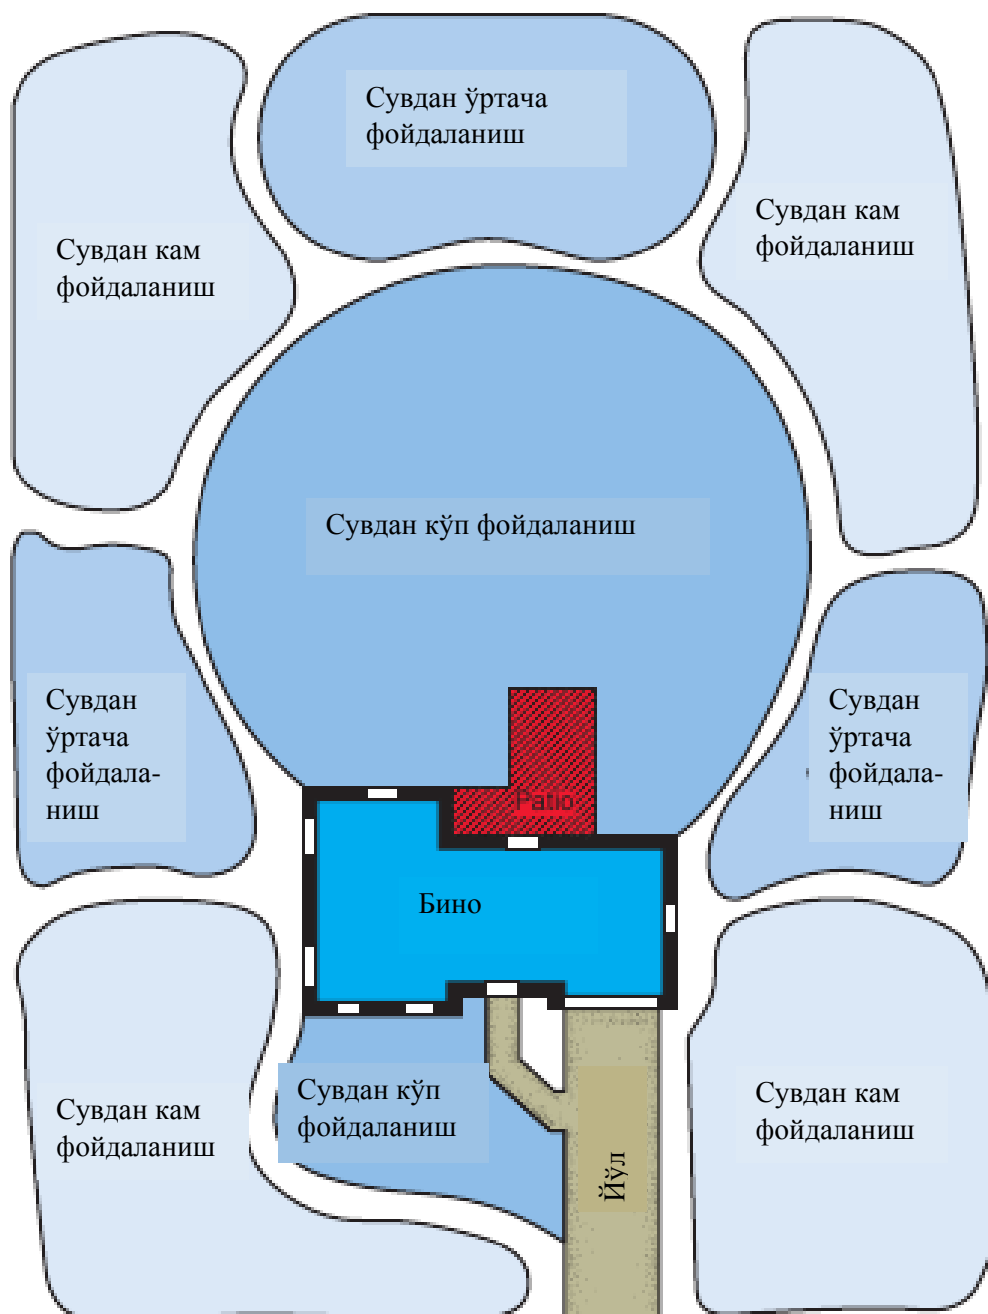 Сувдан ўртача
фойдаланиш
Сувдан кам
фойдаланиш
Сувдан кам
фойдаланиш
Сувдан кўп фойдаланиш
Сувдан
ўртача
фойдала-
ниш
Сувдан
ўртача
фойдала-
ниш
Patio
Бино
Сувдан кўп
фойдаланиш
Сувдан кам
фойдаланиш
Сувдан кам
фойдаланиш
Йўл